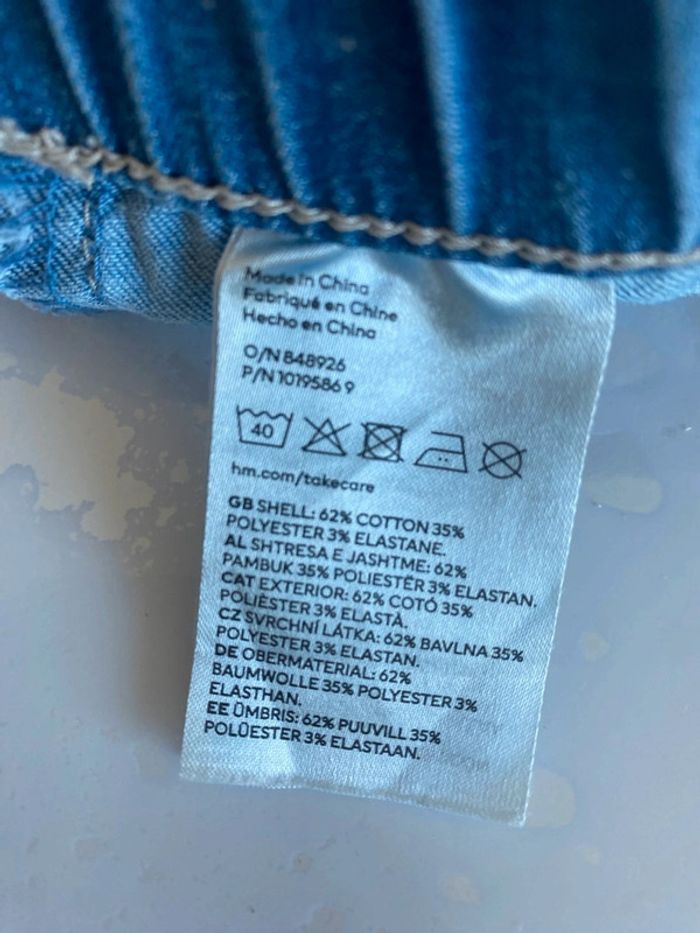 Made in China
Fabriqué en Chine
Hecho en China
O/N 848926
P/N 1019586 9
40
hm.com/takecare
GB SHELL: 62% COTTON 35%
POLYESTER 3% ELASTANE.
AL SHTRESA E JASHTME: 62%
PAMBUK 35% POLIESTËR 3% ELASTAN.
CAT EXTERIOR: 62% COTÓ 35%
POLIÈSTER 3% ELASTÀ.
CZ SVRCHNÍ LÁTKA: 62% BAVLNA 35%
POLYESTER 3% ELASTAN.
DE OBERMATERIAL: 62%
BAUMWOLLE 35% POLYESTER 3%
ELASTHAN.
EE ÜMBRIS: 62% PUUVILL 35%
POLÜESTER 3% ELASTAAN.